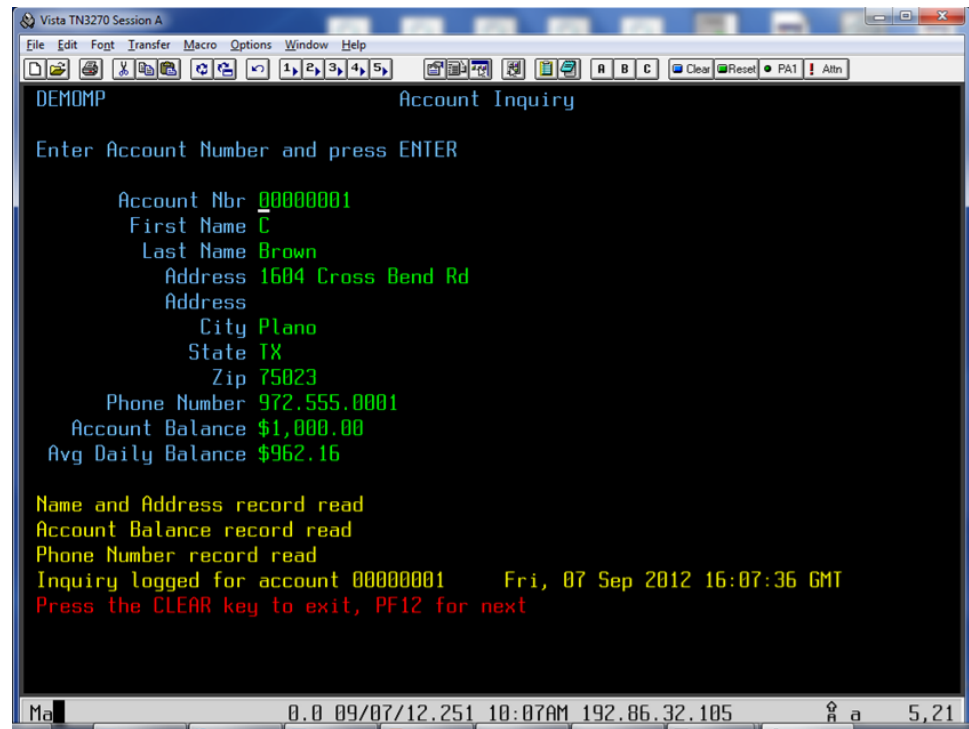 Vista TN3270 Session A
File Edit Font Transfer Macro Options Window Help
1 2 3 4 5 A B C Clear Reset PA1 ! Attn
DEMOMP Account Inquiry
Enter Account Number and press ENTER
Account Nbr 00000001
First Name C
Last Name Brown
Address 1604 Cross Bend Rd
Address
City Plano
State TX
Zip 75023
Phone Number 972.555.0001
Account Balance $1,000.00
Avg Daily Balance $962.16
Name and Address record read
Account Balance record read
Phone Number record read
Inquiry logged for account 00000001 Fri, 07 Sep 2012 16:07:36 GMT
Press the CLEAR key to exit, PF12 for next
Ma 0.0 09/07/12.251 10:07AM 192.86.32.105 A a 5,21